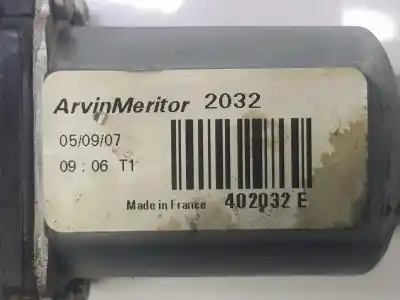 ArvinMeritor 2032
05/09/07
09 : 06 T1
Made in France 402032 E